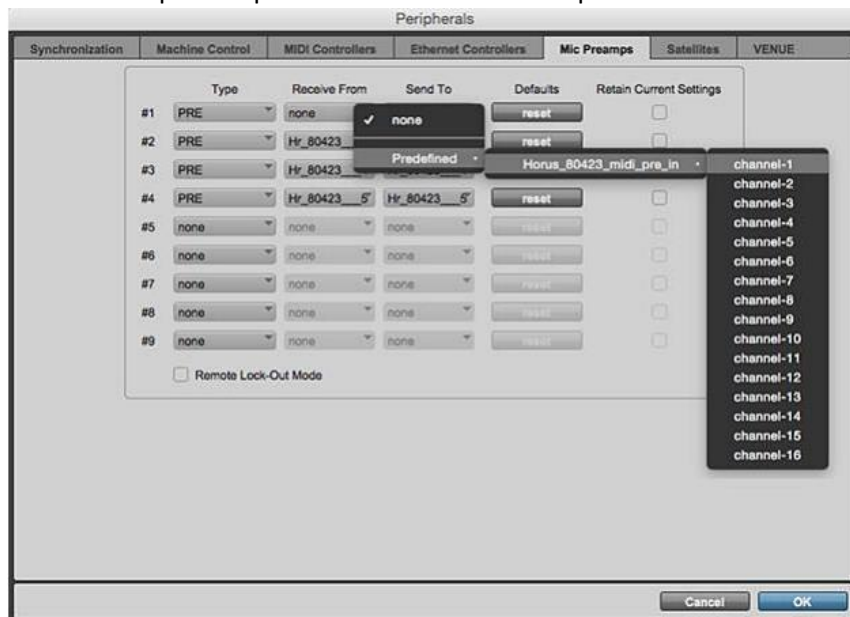 Peripherals
Synchronization Machine Control MIDI Controllers Ethernet Controllers Mic Preamps Satellites VENUE
Type Receive From Send To Defaults Retain Current Settings
#1 PRE none ✓ none reset
#2 PRE Hr_80423 reset
#3 PRE Hr_80423 Predefined Horus_80423_midi_pre_in channel-1
#4 PRE Hr_80423___5 Hr_80423___5 reset
#5 none none none reset
#6 none none none reset
#7 none none none reset
#8 none none none reset
#9 none none none reset
channel-2
channel-3
channel-4
channel-5
channel-6
channel-7
channel-8
channel-9
channel-10
channel-11
channel-12
channel-13
channel-14
channel-15
channel-16
Remote Lock-Out Mode
Cancel OK